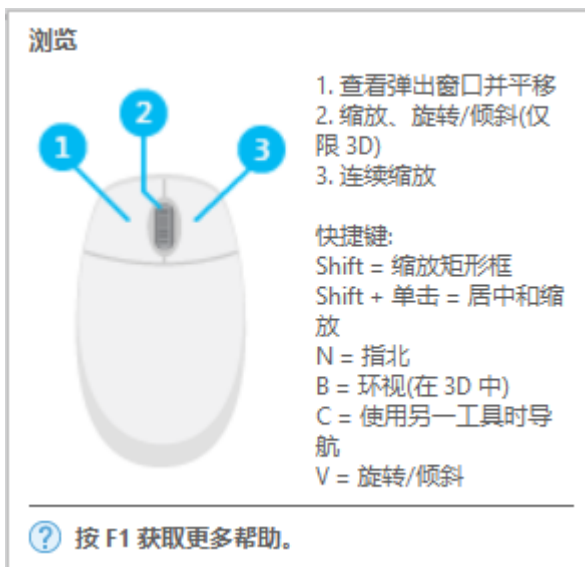 浏览
1
2
3
1. 查看弹出窗口并平移
2. 缩放、旋转/倾斜(仅
限 3D)
3. 连续缩放
快捷键:
Shift = 缩放矩形框
Shift + 单击 = 居中和缩
放
N = 指北
B = 环视(在 3D 中)
C = 使用另一工具时导
航
V = 旋转/倾斜
? 按 F1 获取更多帮助。